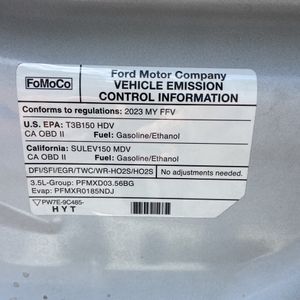 FoMoCo
Ford Motor Company
VEHICLE EMISSION
CONTROL INFORMATION
Conforms to regulations: 2023 MY FFV
U.S. EPA: T3B150 HDV
CA OBD II Fuel: Gasoline/Ethanol
California: SULEV150 MDV
CA OBD II Fuel: Gasoline/Ethanol
DFI/SFI/EGR/TWC/WR-HO2S/HO2S No adjustments needed.
3.5L-Group: PFMXD03.56BG
Evap: PFMXR0185NDJ
PW7E-9C485-
HYT